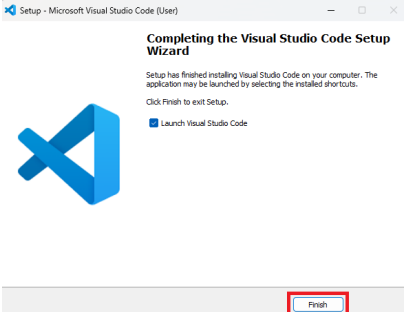 Setup - Microsoft Visual Studio Code (User)
Completing the Visual Studio Code Setup
Wizard
Setup has finished installing Visual Studio Code on your computer. The
application may be launched by selecting the installed shortcuts.
Click Finish to exit Setup.
Launch Visual Studio Code
Finish